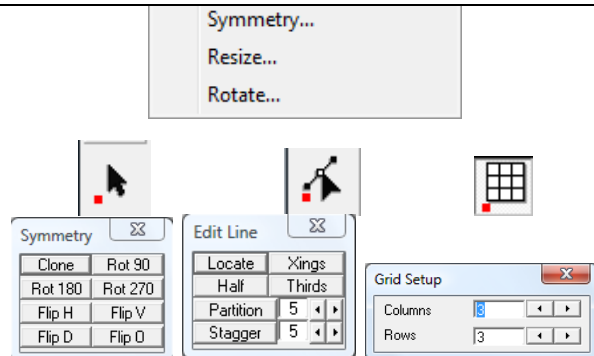 Symmetry...
Resize...
Rotate...
Symmetry
Clone Rot 90
Rot 180 Rot 270
Flip H Flip V
Flip D Flip O
Edit Line
Locate Xings
Half Thirds
Partition 5
Stagger 5
Grid Setup
Columns 3
Rows 3